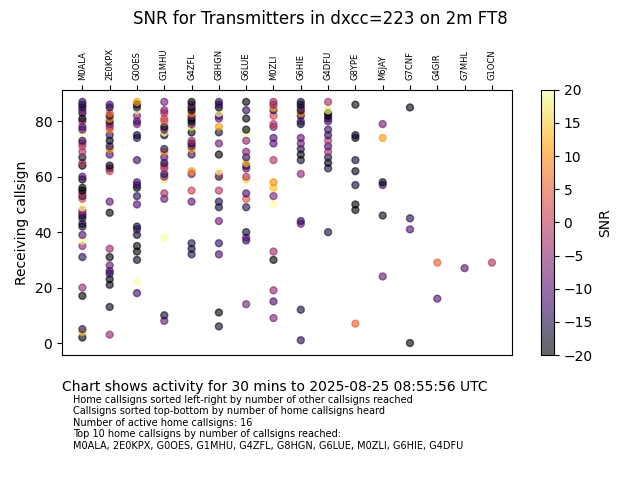 SNR for Transmitters in dxcc=223 on 2m FT8
M0ALA 2E0KPX G0OES G1MHU G4ZFL G8HGN G6LUE M0ZLI G6HIE G4DFU G8YPE M6JAY G7CNF G4GIR G7MHL G1OCN
Receiving callsign
80
60
40
20
0
20
15
10
5
0
−5
−10
−15
−20
SNR
Chart shows activity for 30 mins to 2025-08-25 08:55:56 UTC
Home callsigns sorted left-right by number of other callsigns reached
Callsigns sorted top-bottom by number of home callsigns heard
Number of active home callsigns: 16
Top 10 home callsigns by number of callsigns reached:
M0ALA, 2E0KPX, G0OES, G1MHU, G4ZFL, G8HGN, G6LUE, M0ZLI, G6HIE, G4DFU